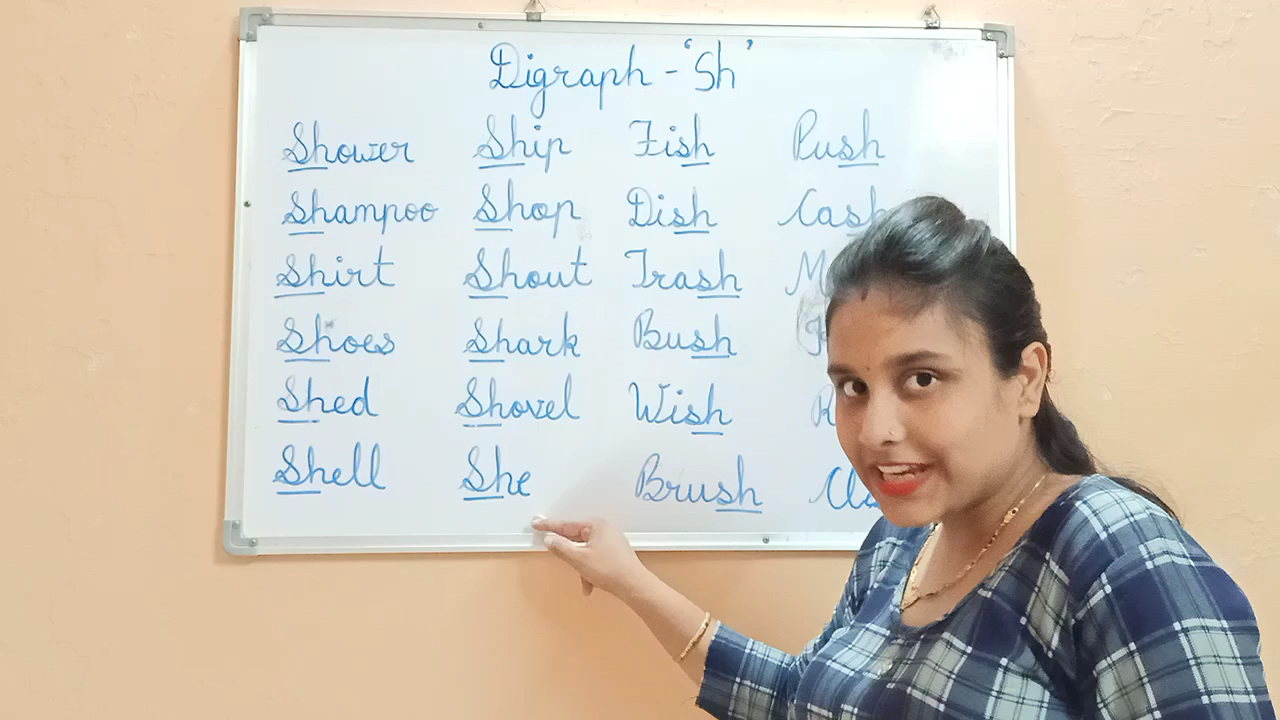 Digraph - 'Sh'
Shower Ship Fish Push
Shampoo Shop Dish Cash
Shirt Shout Trash
Shoes Shark Bush
Shed Shovel Wish
Shell She Brush